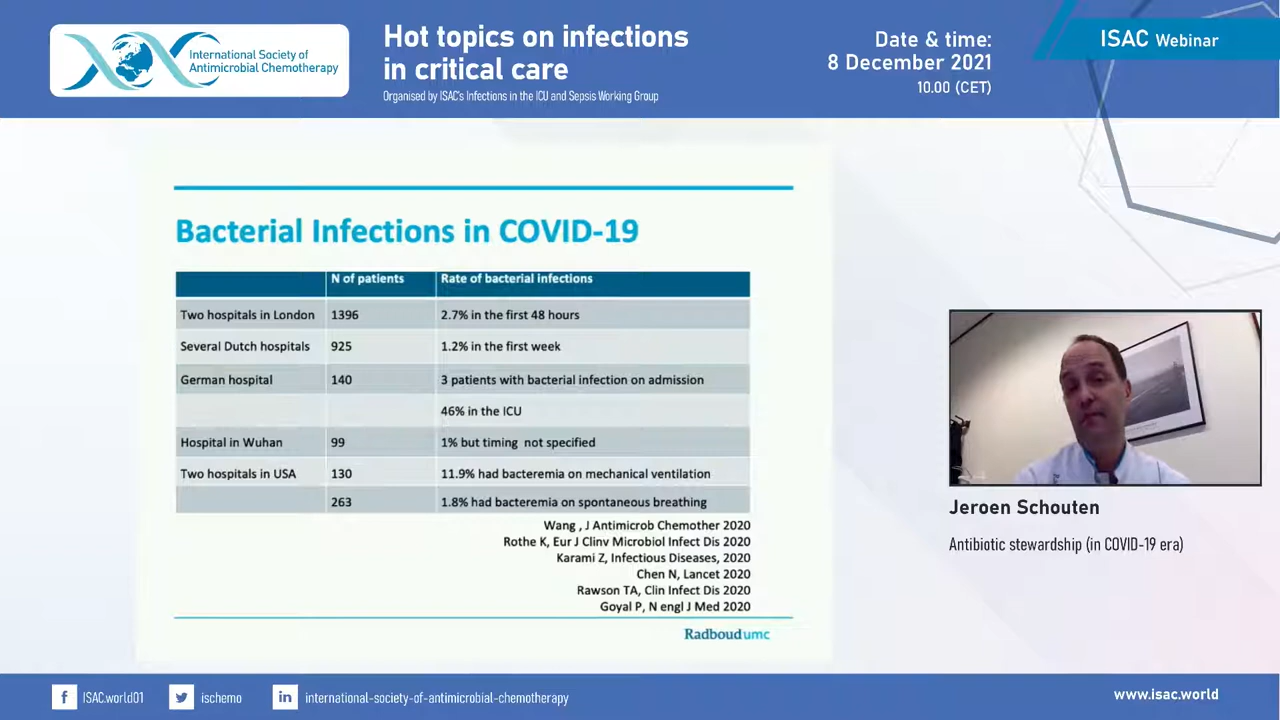 International Society of
Antimicrobial Chemotherapy
Hot topics on infections
in critical care
Organised by ISAC's Infections in the ICU and Sepsis Working Group
Date & time:
8 December 2021
10.00 (CET)
ISAC Webinar
Bacterial Infections in COVID-19
N of patients Rate of bacterial infections
Two hospitals in London 1396 2.7% in the first 48 hours
Several Dutch hospitals 925 1.2% in the first week
German hospital 140 3 patients with bacterial infection on admission
46% in the ICU
Hospital in Wuhan 99 1% but timing not specified
Two hospitals in USA 130 11.9% had bacteremia on mechanical ventilation
263 1.8% had bacteremia on spontaneous breathing
Wang , J Antimicrob Chemother 2020
Rothe K, Eur J Clinv Microbiol Infect Dis 2020
Karami Z, Infectious Diseases, 2020
Chen N, Lancet 2020
Rawson TA, Clin Infect Dis 2020
Goyal P, N engl J Med 2020
Radboudumc
Jeroen Schouten
Antibiotic stewardship (in COVID-19 era)
f ISAC.world01 ischemo in international-society-of-antimicrobial-chemotherapy
www.isac.world